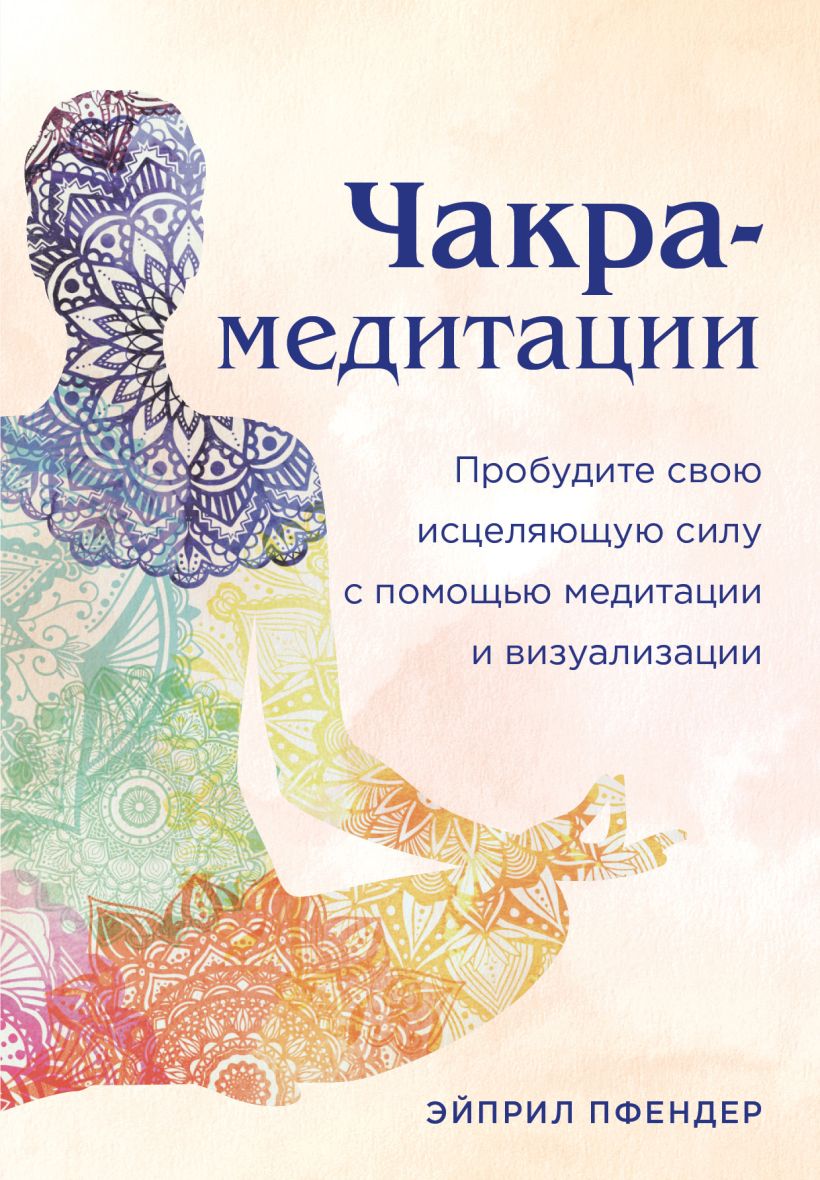 Чакра-
медитации
Пробудите свою
исцеляющую силу
с помощью медитации
и визуализации
ЭЙПРИЛ ПФЕНДЕР